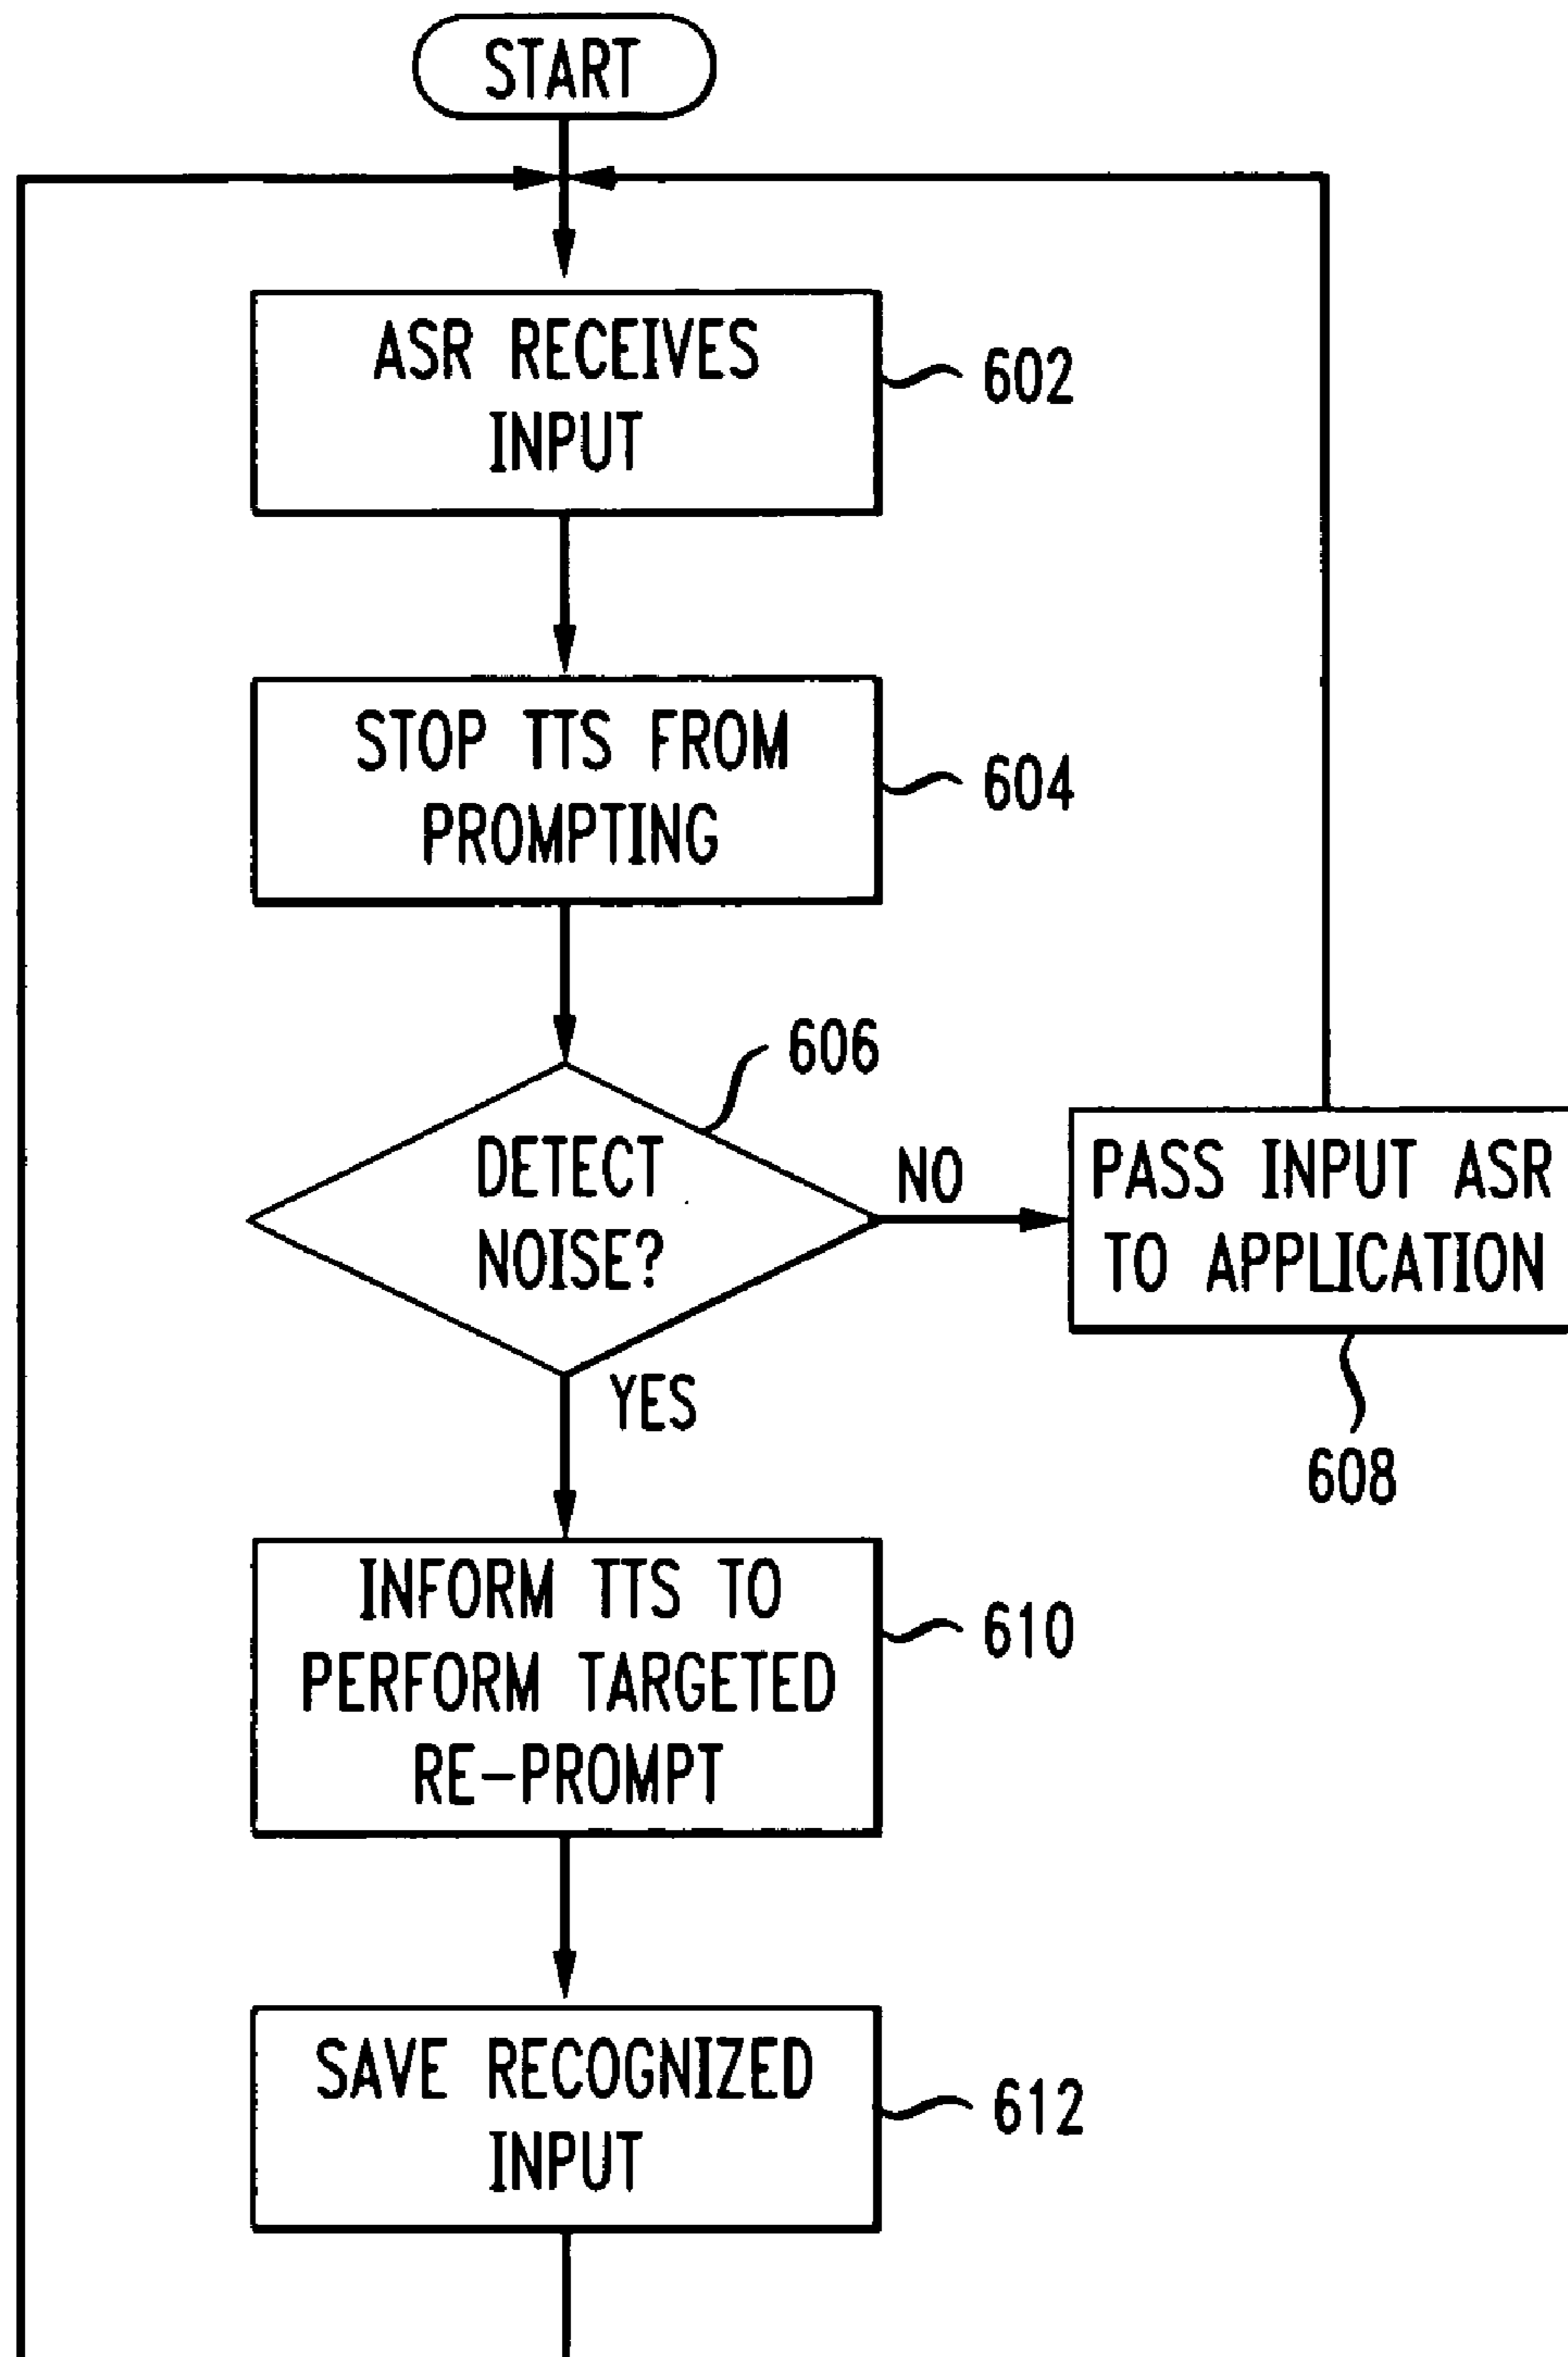 START
ASR RECEIVES
INPUT
602
STOP TTS FROM
PROMPTING
604
606
DETECT
NOISE?
NO
PASS INPUT ASR
TO APPLICATION
608
YES
INFORM TTS TO
PERFORM TARGETED
RE-PROMPT
610
SAVE RECOGNIZED
INPUT
612